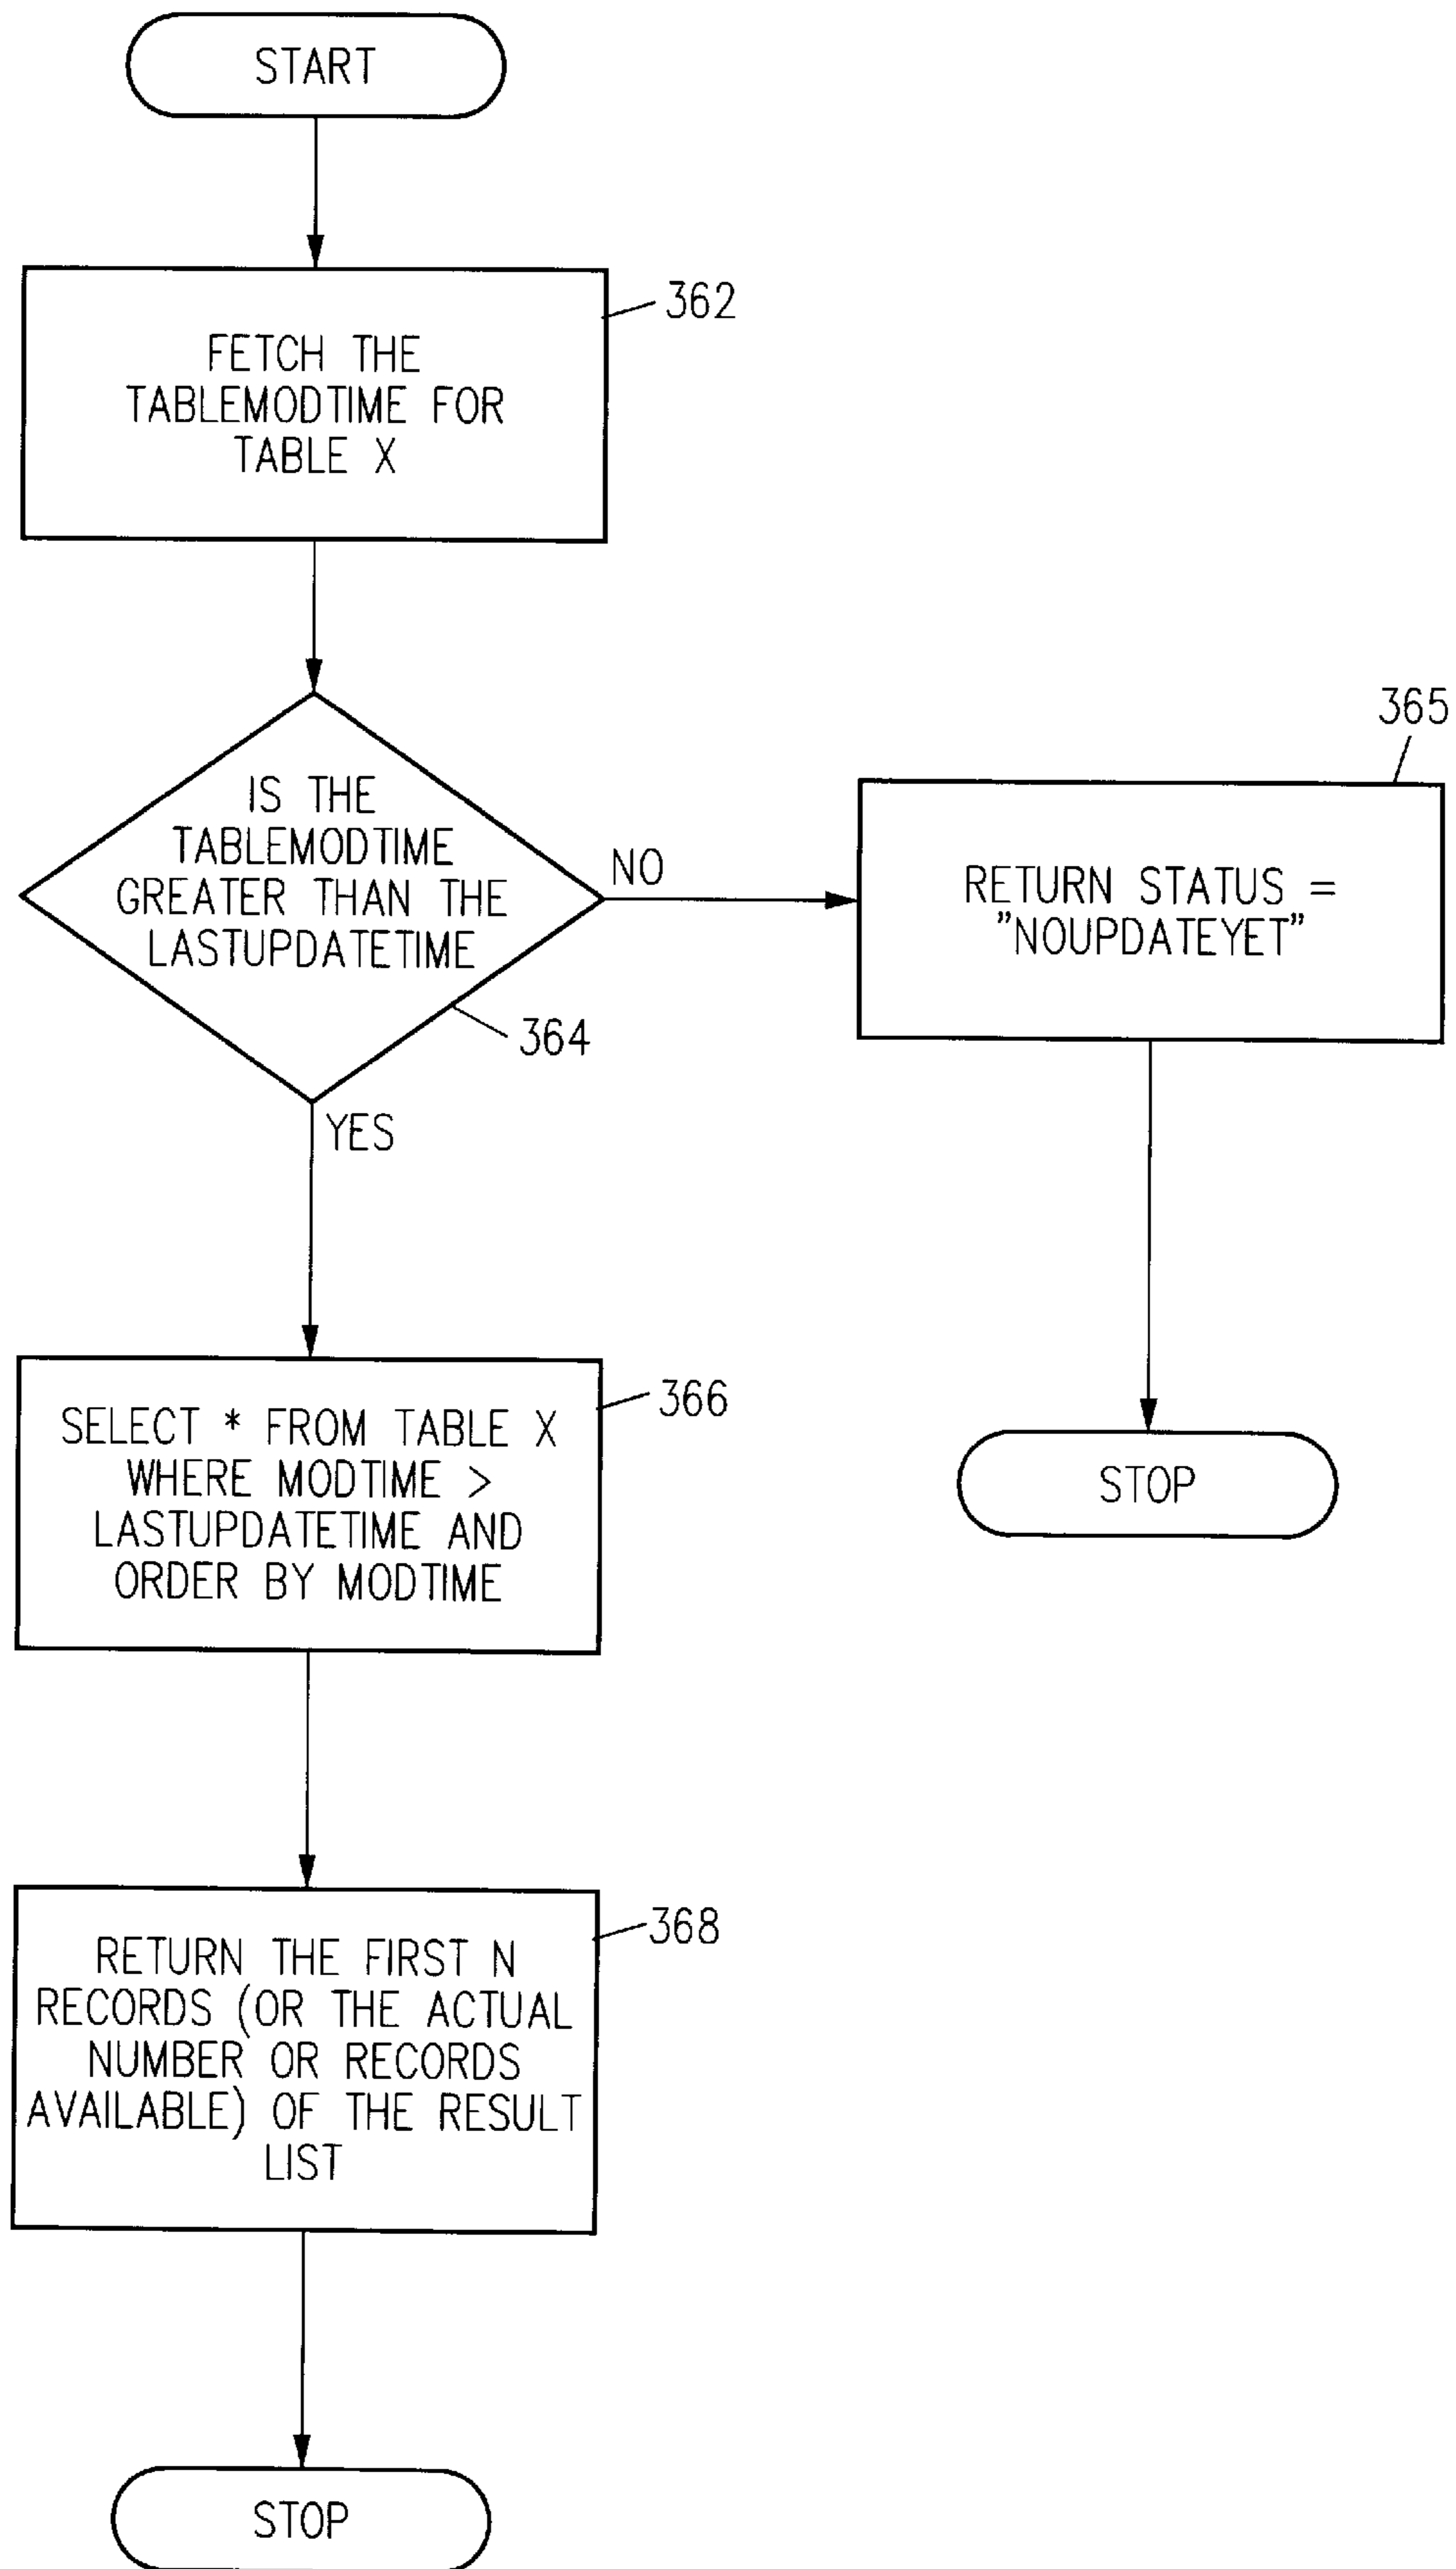 START
362
FETCH THE
TABLEMODTIME FOR
TABLE X
365
IS THE
TABLEMODTIME
GREATER THAN THE
LASTUPDATETIME
NO
RETURN STATUS =
"NOUPDATEYET"
364
YES
366
SELECT * FROM TABLE X
WHERE MODTIME >
LASTUPDATETIME AND
ORDER BY MODTIME
STOP
368
RETURN THE FIRST N
RECORDS (OR THE ACTUAL
NUMBER OR RECORDS
AVAILABLE) OF THE RESULT
LIST
STOP